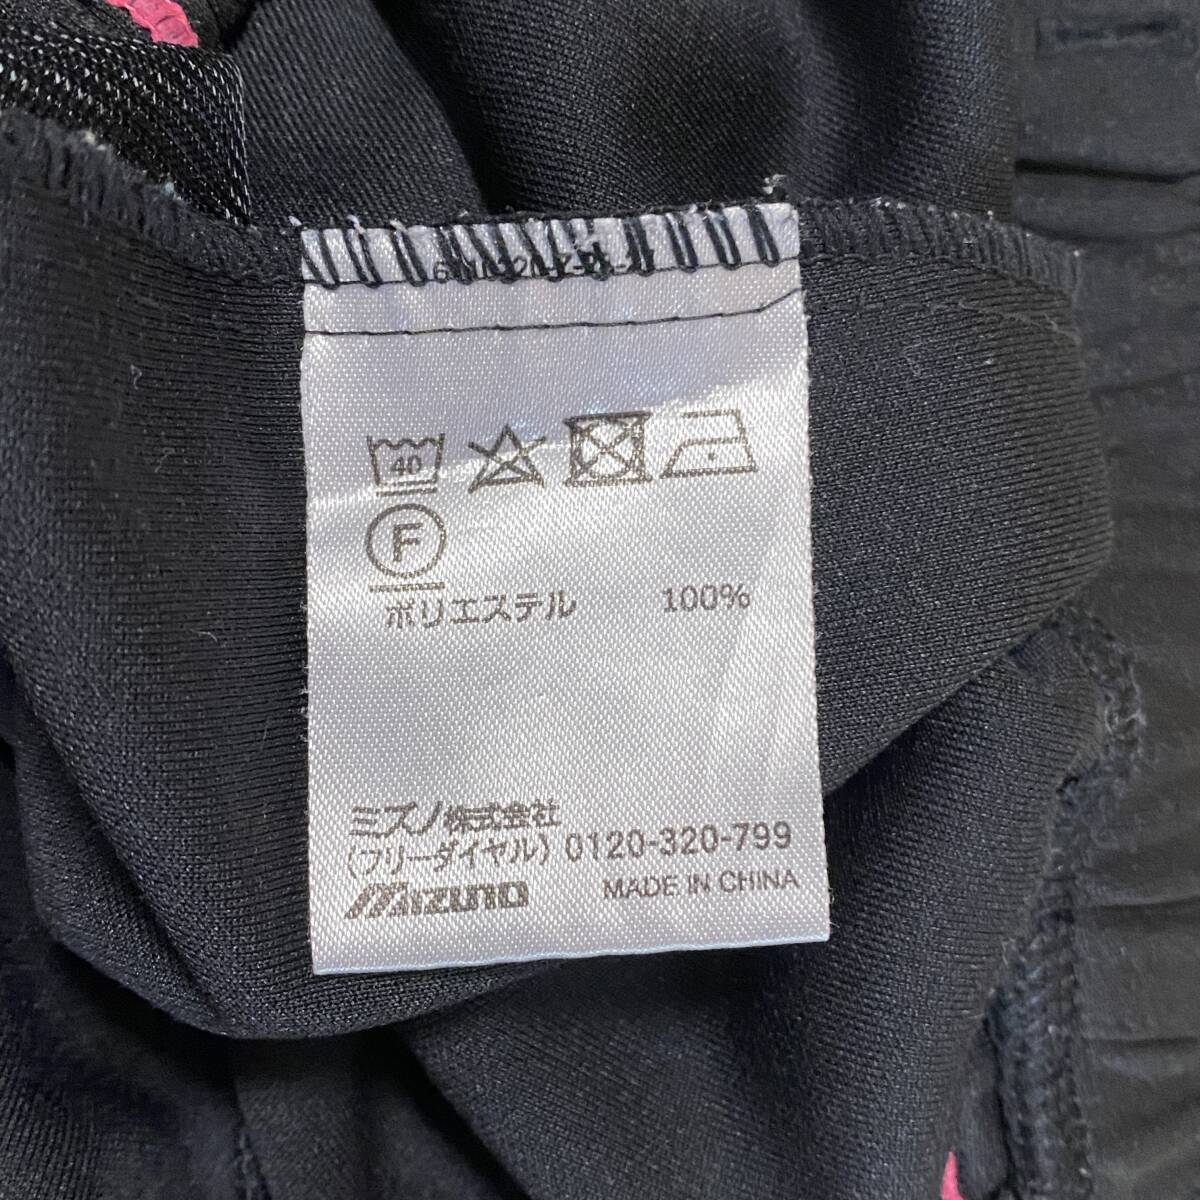 40
F
ポリエステル 100%
ミズノ株式会社
(フリーダイヤル) 0120-320-799
MIZUNO MADE IN CHINA